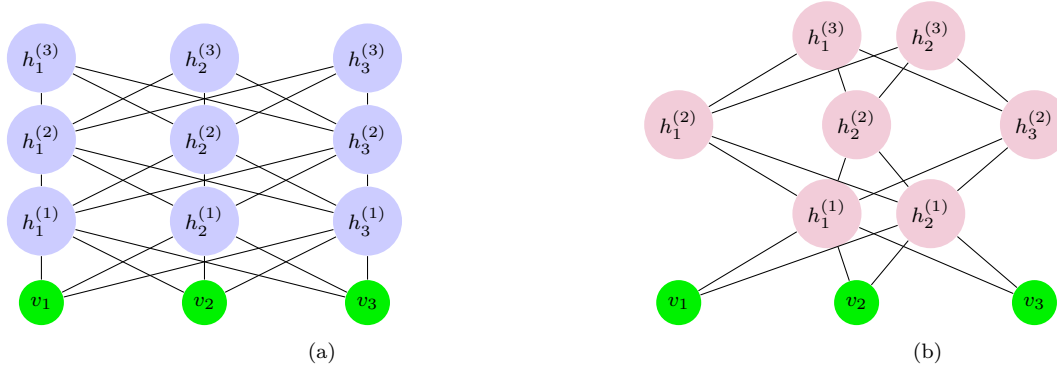 h_1^{(3)} h_2^{(3)} h_3^{(3)}
h_1^{(2)} h_2^{(2)} h_3^{(2)}
h_1^{(1)} h_2^{(1)} h_3^{(1)}
v_1 v_2 v_3
(a)
h_1^{(3)} h_2^{(3)}
h_1^{(2)} h_2^{(2)} h_3^{(2)}
h_1^{(1)} h_2^{(1)}
v_1 v_2 v_3
(b)